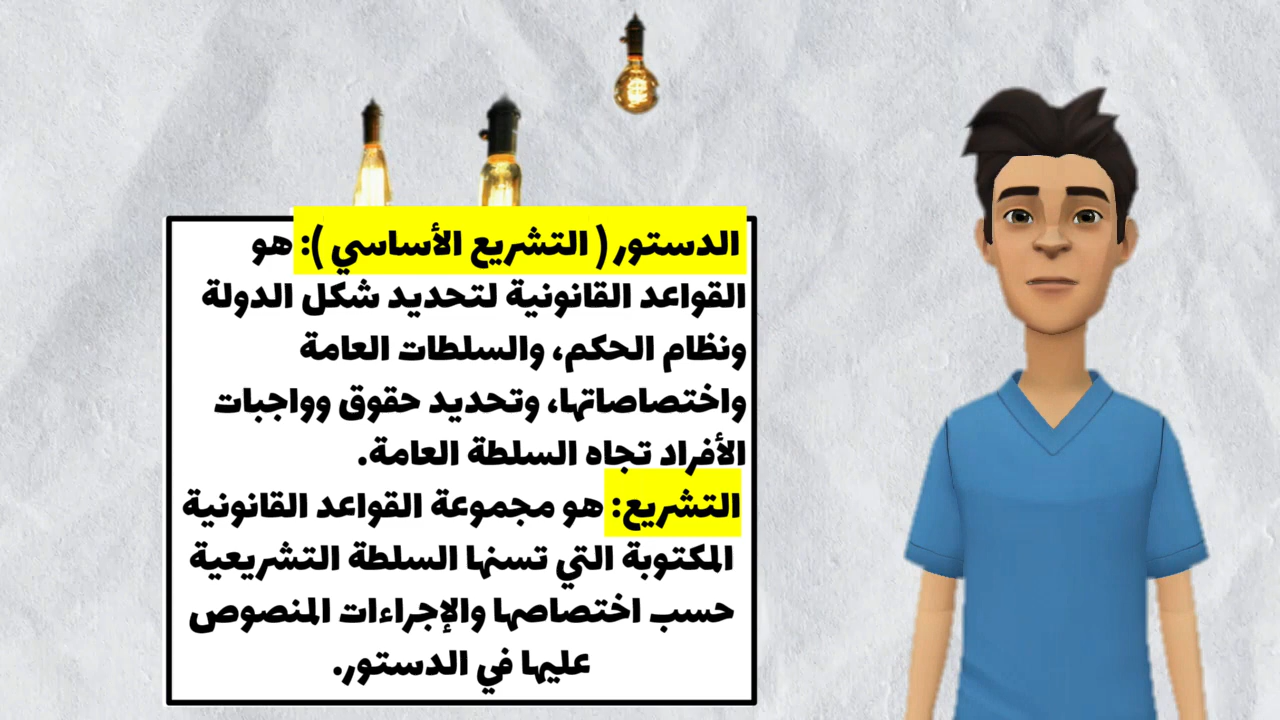 الدستور ( التشريع الأساسي ): هو
القواعد القانونية لتحديد شكل الدولة
ونظام الحكم، والسلطات العامة
واختصاصاتها، وتحديد حقوق وواجبات
الأفراد تجاه السلطة العامة.
التشريع: هو مجموعة القواعد القانونية
المكتوبة التي تسنها السلطة التشريعية
حسب اختصاصها والإجراءات المنصوص
عليها في الدستور.